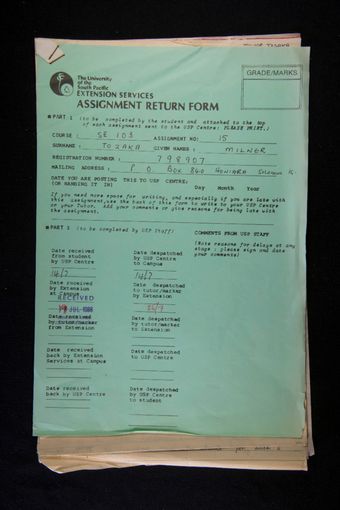 The University
of the
South Pacific
EXTENSION SERVICES
ASSIGNMENT RETURN FORM
GRADE/MARKS
PART 1 (to be completed by the student and attached to the top
of each assignment sent to the USP Centre: PLEASE PRINT.)
COURSE : SE 103 ASSIGNMENT NO: 15
SURNAME : TOZAKA GIVEN NAMES : MILNER
REGISTRATION NUMBER : 798907
MAILING ADDRESS : P O BOX 840 HONIARA
DATE YOU ARE POSTING THIS TO USP CENTRE:
(OR HANDING IT IN) Day Month Year
If you need more space for writing, and especially if you are late with
this assignment, use the back of this form to write to your USP Centre
or your Tutor. Add your comments or give reasons for being late with
the assignment.
PART 2 (to be completed by USP Staff)
COMMENTS FROM USP STAFF
(Note reasons for delays at any
stage : please sign and date
your comments)
Date received from student by USP Centre
Date despatched by USP Centre to Campus
14/7 14/7
Date received by Extension at Campus
Date despatched to tutor/marker by Extension
RECEIVED
19 JUL 1988
Date received by tutor/marker from Extension
Date despatched by tutor/marker to Extension
Date received back by Extension Services at Campus
Date despatched to USP Centre
Date received back by USP Centre
Date despatched by USP Centre to student